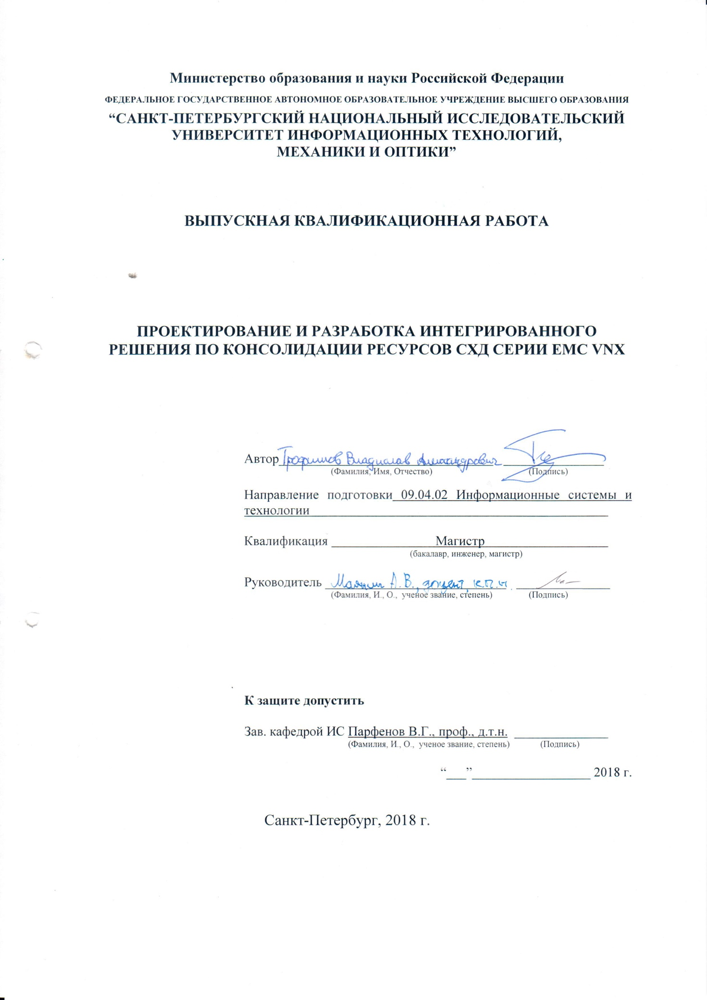 Министерство образования и науки Российской Федерации
ФЕДЕРАЛЬНОЕ ГОСУДАРСТВЕННОЕ АВТОНОМНОЕ ОБРАЗОВАТЕЛЬНОЕ УЧРЕЖДЕНИЕ ВЫСШЕГО ОБРАЗОВАНИЯ
“САНКТ-ПЕТЕРБУРГСКИЙ НАЦИОНАЛЬНЫЙ ИССЛЕДОВАТЕЛЬСКИЙ
УНИВЕРСИТЕТ ИНФОРМАЦИОННЫХ ТЕХНОЛОГИЙ,
МЕХАНИКИ И ОПТИКИ”
ВЫПУСКНАЯ КВАЛИФИКАЦИОННАЯ РАБОТА
ПРОЕКТИРОВАНИЕ И РАЗРАБОТКА ИНТЕГРИРОВАННОГО
РЕШЕНИЯ ПО КОНСОЛИДАЦИИ РЕСУРСОВ СХД СЕРИИ EMC VNX
Автор Трофимов Владислав Александрович
(Фамилия, Имя, Отчество) (Подпись)
Направление подготовки 09.04.02 Информационные системы и
технологии
Квалификация Магистр
(бакалавр, инженер, магистр)
Руководитель Маятин А.В., доцент, к.п.н.
(Фамилия, И., О., ученое звание, степень) (Подпись)
К защите допустить
Зав. кафедрой ИС Парфенов В.Г., проф., д.т.н.
(Фамилия, И., О., ученое звание, степень) (Подпись)
“___”__________________ 2018 г.
Санкт-Петербург, 2018 г.